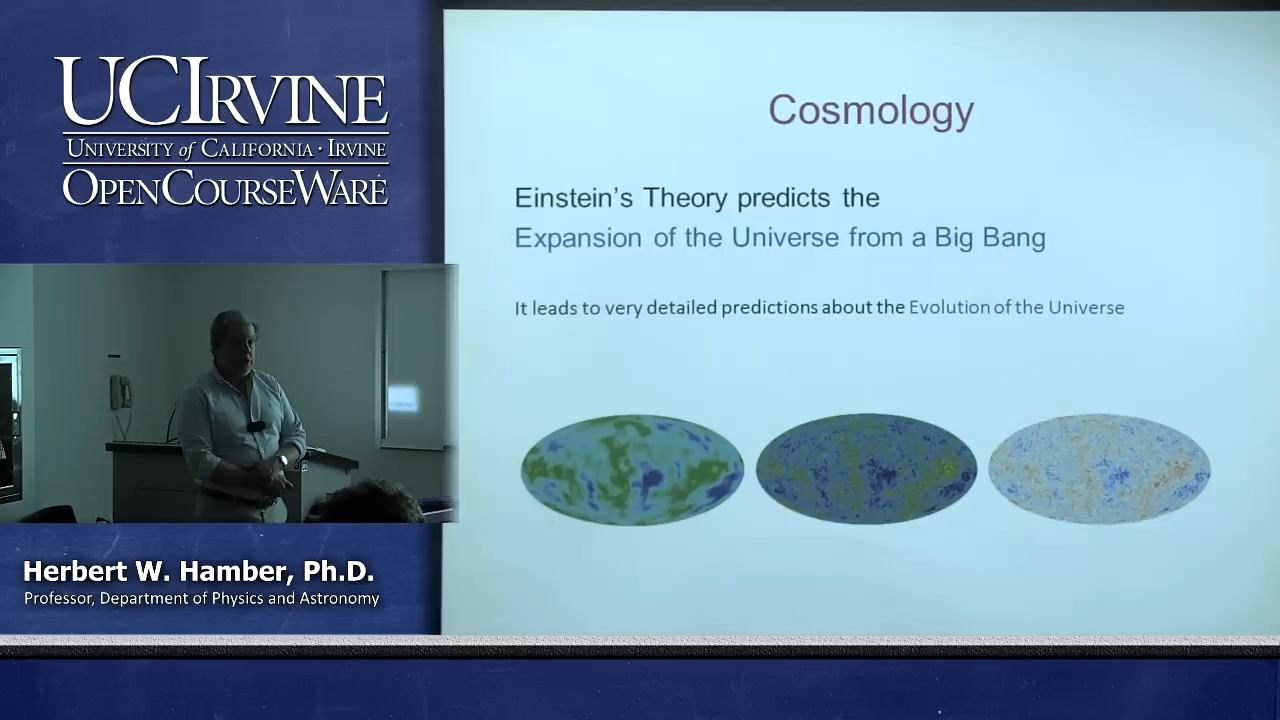 UCIRVINE
UNIVERSITY of CALIFORNIA · IRVINE
OPENCOURSEWARE
Herbert W. Hamber, Ph.D.
Professor, Department of Physics and Astronomy
Cosmology
Einstein's Theory predicts the
Expansion of the Universe from a Big Bang
It leads to very detailed predictions about the Evolution of the Universe